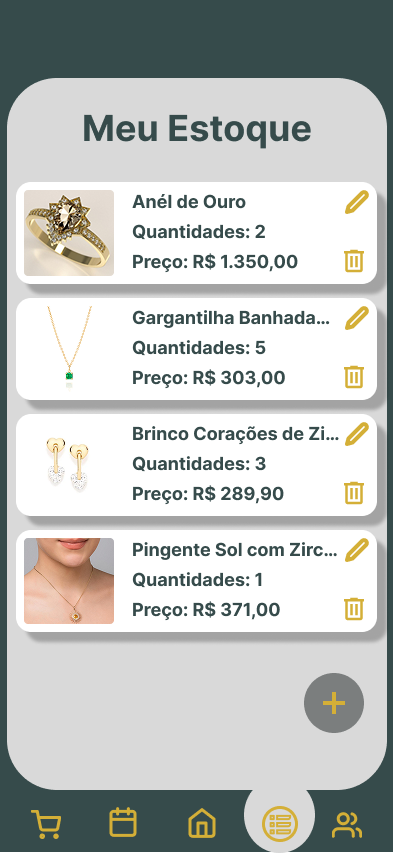 Meu Estoque
Anél de Ouro
Quantidades: 2
Preço: R$ 1.350,00
Gargantilha Banhada...
Quantidades: 5
Preço: R$ 303,00
Brinco Corações de Zi...
Quantidades: 3
Preço: R$ 289,90
Pingente Sol com Zirc...
Quantidades: 1
Preço: R$ 371,00